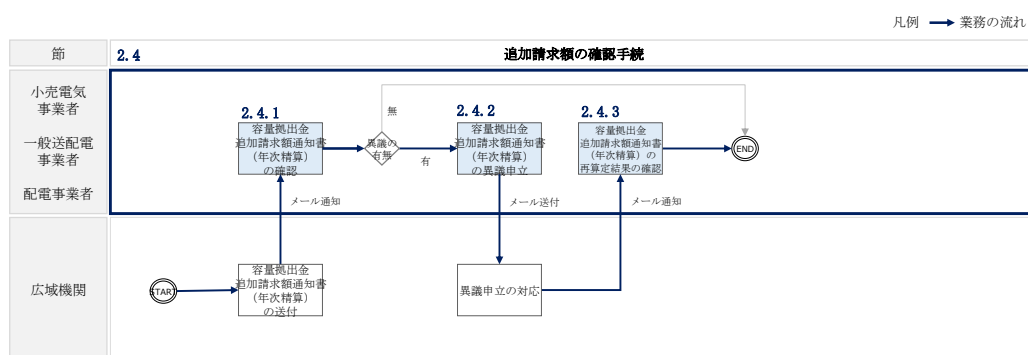 凡例 業務の流れ
節 2.4 追加請求額の確認手続
小売電気
事業者
一般送配電
事業者
配電事業者
2.4.1
容量拠出金
追加請求額通知書
（年次精算）
の確認
異議の
有無
無
有
2.4.2
容量拠出金
追加請求額通知書
（年次精算）
の異議申立
2.4.3
容量拠出金
追加請求額通知書
（年次精算）の
再算定結果の確認
END
メール通知
メール送付
メール通知
広域機関
START
容量拠出金
追加請求額通知書
（年次精算）
の送付
異議申立の対応